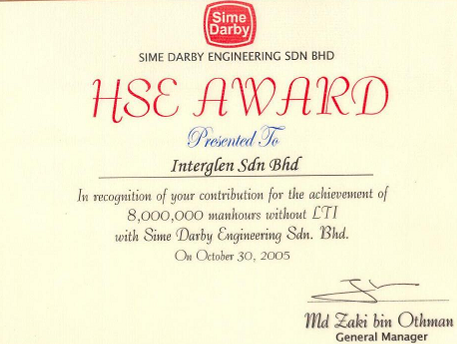 Sime
Darby
SIME DARBY ENGINEERING SDN BHD
HSE AWARD
Presented To
Interglen Sdn Bhd
In recognition of your contribution for the achievement of
8,000,000 manhours without LTI
with Sime Darby Engineering Sdn. Bhd.
On October 30, 2005
Md Zaki bin Othman
General Manager